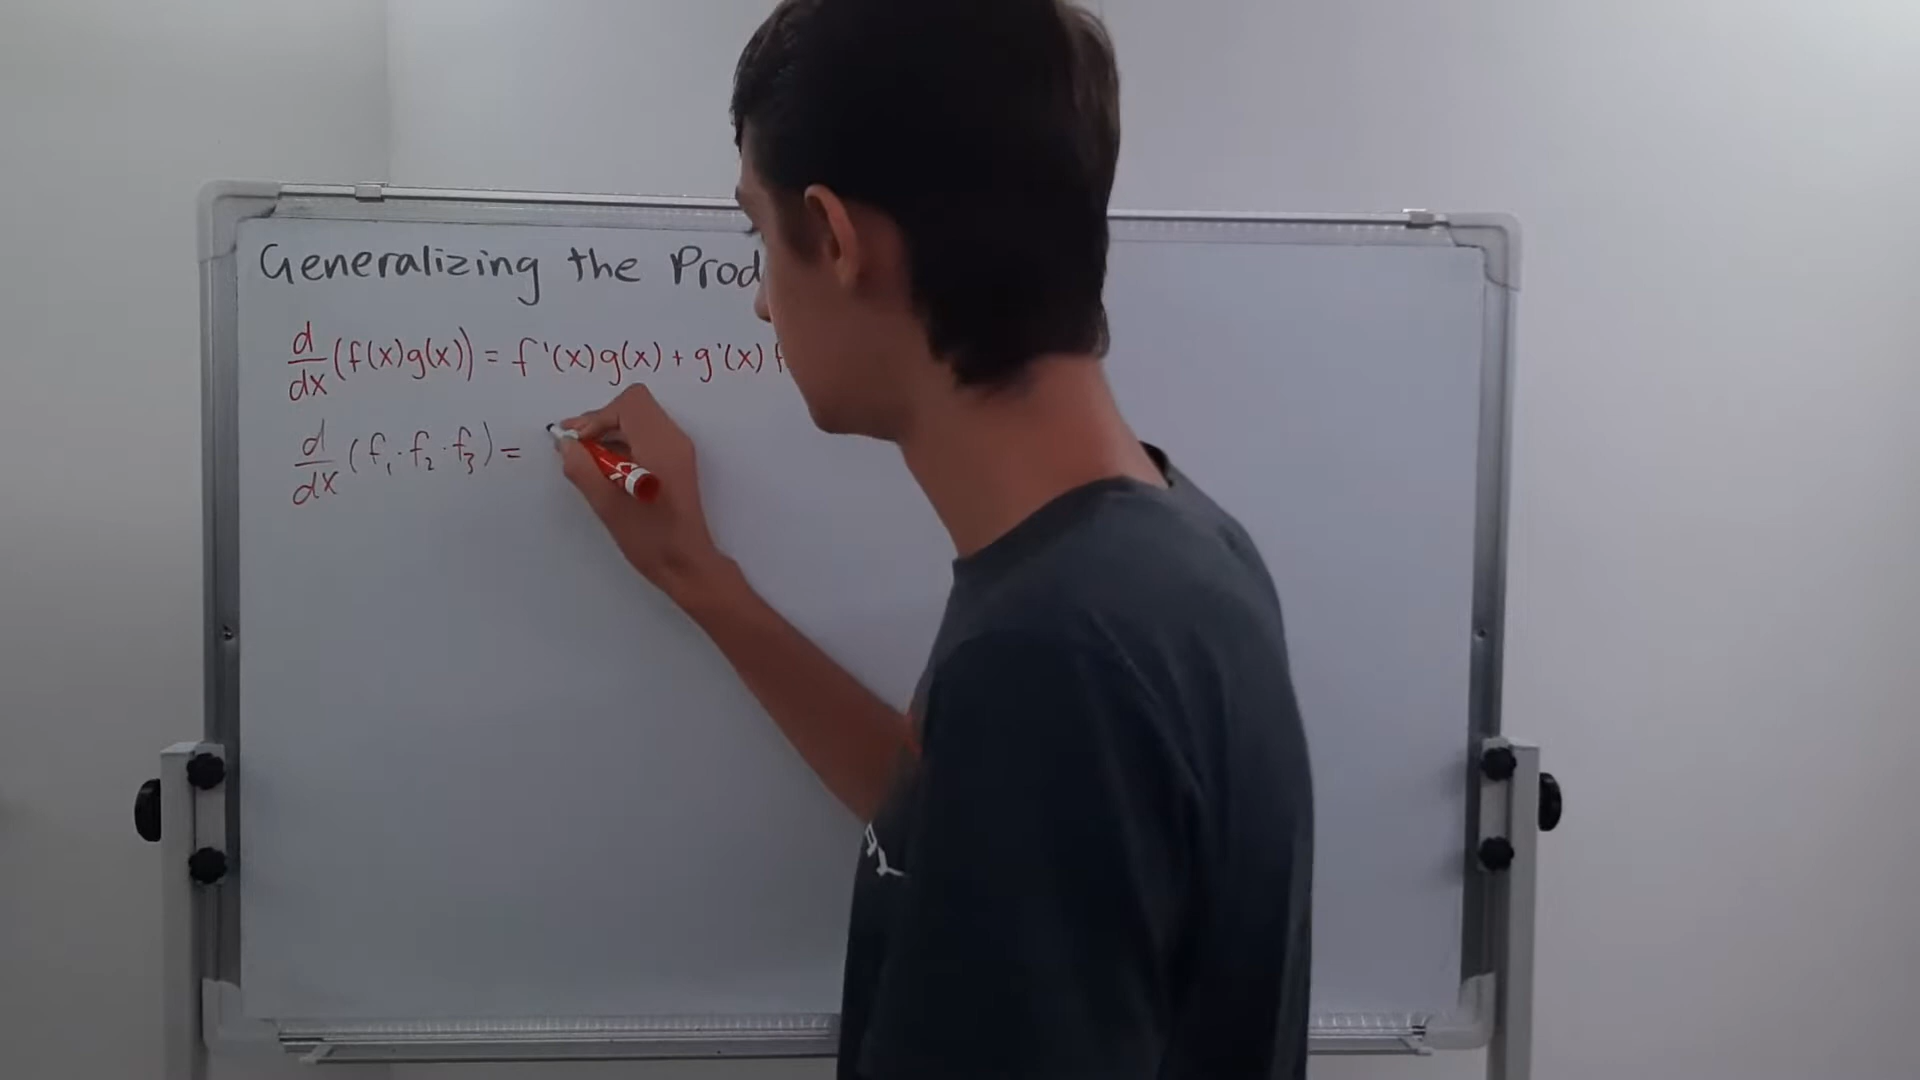 Generalizing the Prod
d/dx (f(x)g(x)) = f'(x)g(x) + g'(x) f
d/dx (f₁·f₂·f₃) =